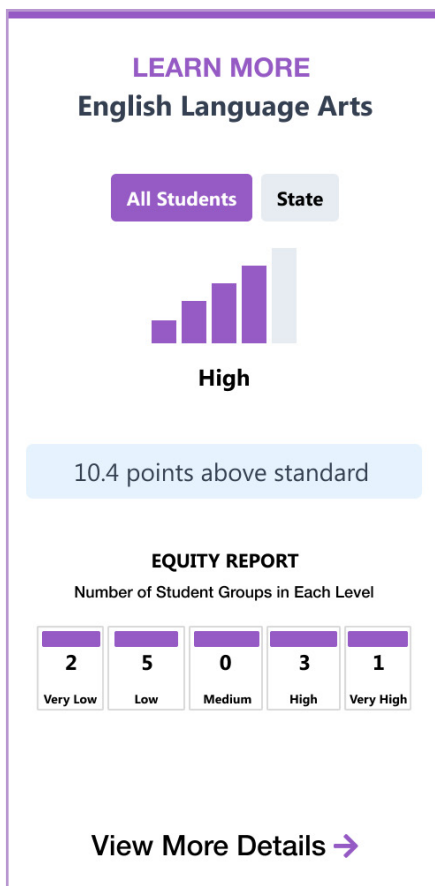 LEARN MORE
English Language Arts
All Students State
High
10.4 points above standard
EQUITY REPORT
Number of Student Groups in Each Level
2 5 0 3 1
Very Low Low Medium High Very High
View More Details →